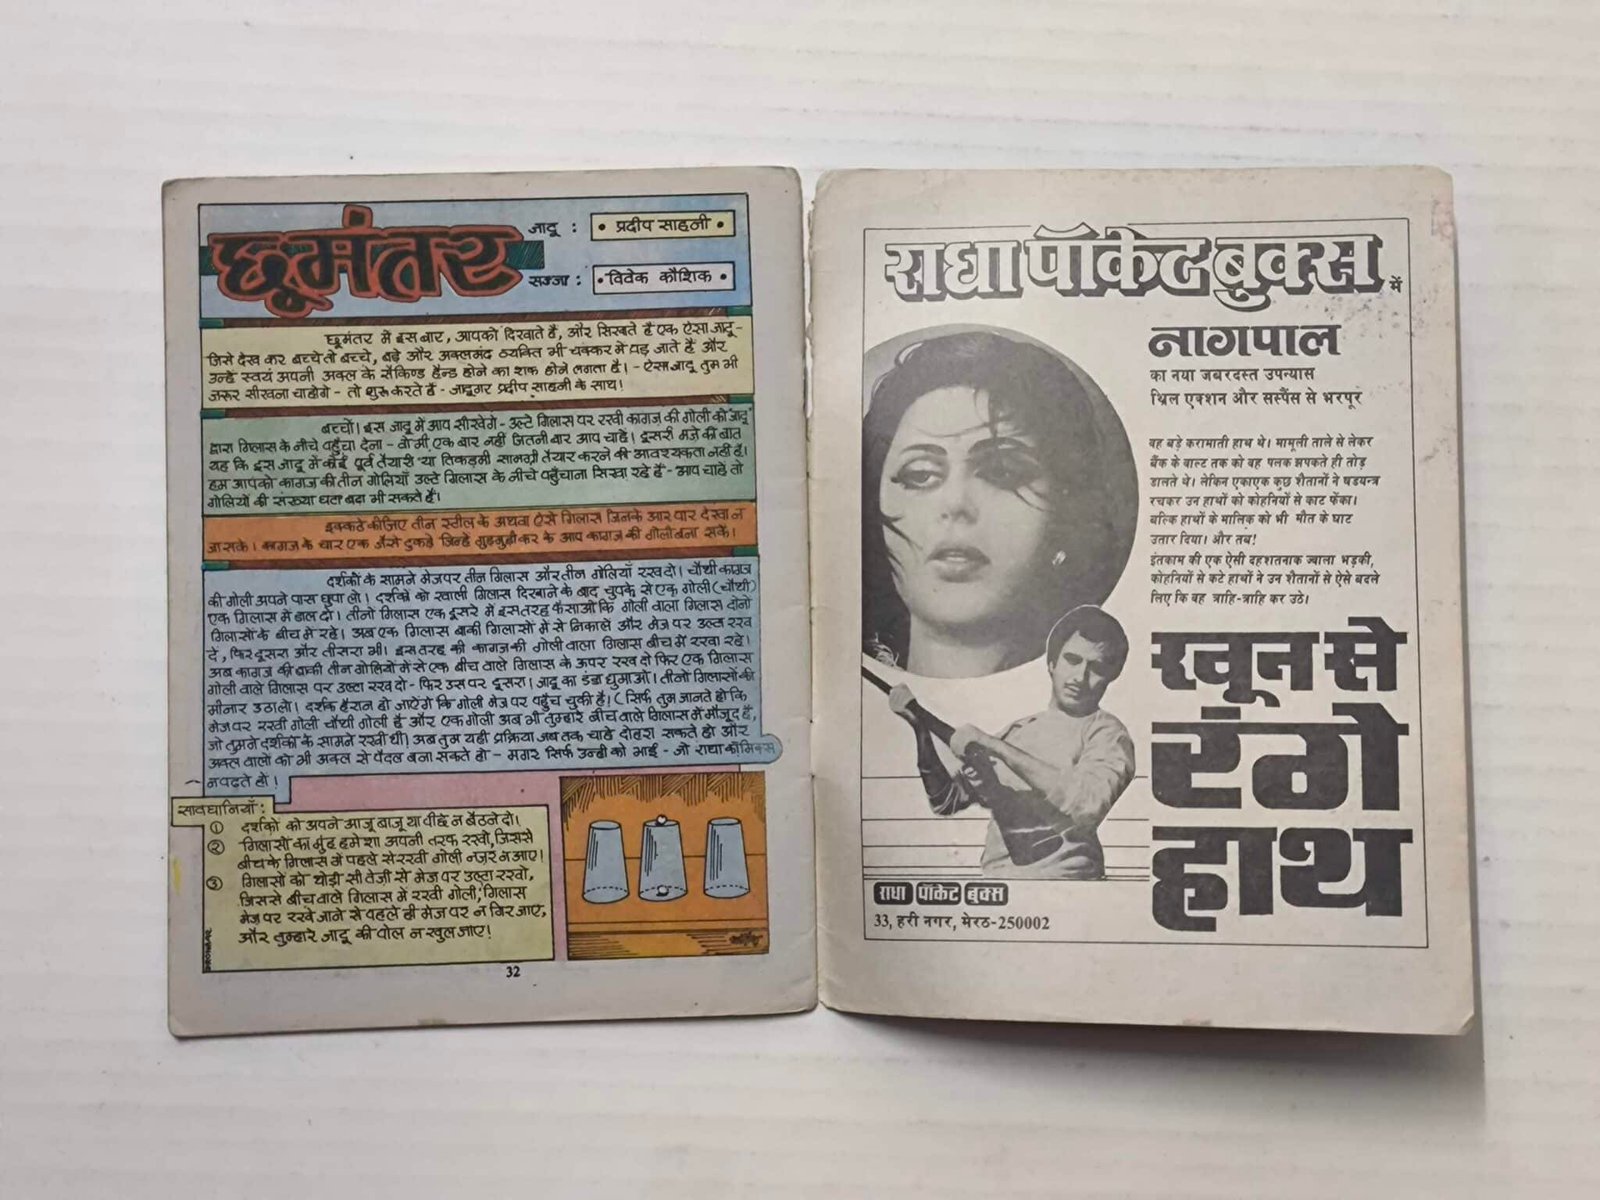 छूमंतर
जादू : • प्रदीप साहनी •
सज्जा : • विवेक कौशिक •
छूमंतर में इस बार, आपको दिखाते हैं, और सिखाते हैं एक ऐसा जादू-
जिसे देख कर बच्चे तो बच्चे, बड़े और अक्लमंद व्यक्ति भी चक्कर में पड़ जाते हैं और
उन्हें स्वयं अपनी अक्ल के सैकिण्ड हैन्ड होने का शक होने लगता है। - ऐसा जादू तुम भी
जरूर सीखना चाहोगे - तो शुरू करते हैं - जादूगर प्रदीप साहनी के साथ!
बच्चों! इस जादू में आप सीखेंगे - उल्टे गिलास पर रखी कागज की गोली को 'जादू'
द्वारा गिलास के नीचे पहुँचा देना - वो भी एक बार नहीं जितनी बार आप चाहें। दूसरी मजे की बात
यह कि इस जादू में कोई पूर्व तैयारी या तिकड़मी सामग्री तैयार करने की आवश्यकता नहीं है।
हम आपको कागज की तीन गोलियाँ उल्टे गिलास के नीचे पहुँचाना सिखा रहे हैं - आप चाहें तो
गोलियों की संख्या घटा बढ़ा भी सकते हैं।
इकक्टठे कीजिए तीन स्टील के अथवा ऐसे गिलास जिनके आर पार देखा न
जा सके। कागज के चार एक जैसे टुकड़े जिन्हें गुड़मुड़ी कर के आप कागज की गोली बना सकें।
दर्शकों के सामने मेज पर तीन गिलास और तीन गोलियाँ रख दो। चौथी कागज
की गोली अपने पास छुपा लो। दर्शकों को खाली गिलास दिखाने के बाद चुपके से एक गोली (चौथी)
एक गिलास में डाल दो। तीनों गिलास एक दूसरे में इस तरह फंसाओ कि गोली वाला गिलास दोनों
गिलासों के बीच में रहे। अब एक गिलास बाकी गिलासों में से निकालें और मेज पर उल्टा रख
दें, फिर दूसरा और तीसरा भी। इस तरह की कागज की गोली वाला गिलास बीच में रखा रहे।
अब कागज की बाकी तीन गोलियों में से एक बीच वाले गिलास के ऊपर रख दो फिर एक गिलास
गोली वाले गिलास पर उल्टा रख दो - फिर उस पर दूसरा। जादू का डंडा घुमाओ। तीनों गिलासों की
मीनार उठालो। दर्शक हैरान हो जाऐंगे कि गोली मेज पर पहुँच चुकी है। (सिर्फ तुम जानते हो कि
मेज पर रखी गोली चौथी गोली है और एक गोली अब भी तुम्हारे बीच वाले गिलास में मौजूद है,
जो तुमने दर्शकों के सामने रखी थी। अब तुम यही प्रक्रिया जब तक चाहे दोहरा सकते हो और
अक्ल वालों को भी अक्ल से पैदल बना सकते हो - मगर सिर्फ उन्ही को भाई - जो राधा कॉमिक्स
न पढ़ते हों!
सावधानियाँ:
① दर्शकों को अपने आजू बाजू या पीछे न बैठने दो।
② गिलासों का मुँह हमेशा अपनी तरफ रखो, जिससे
बीच के गिलास में पहले से रखी गोली नज़र न आए।
③ गिलासों को थोड़ी सी तेजी से मेज पर उल्टा रखो,
जिससे बीच वाले गिलास में रखी गोली, गिलास
मेज पर रखे जाने से पहले ही मेज पर न गिर जाए,
और तुम्हारे जादू की पोल न खुल जाए!
32
राधा पॉकेट बुक्स में
नागपाल
का नया जबरदस्त उपन्यास
थ्रिल एक्शन और सस्पैंस से भरपूर
वह बड़े करामाती हाथ थे। मामूली ताले से लेकर
बैंक के वाल्ट तक को वह पलक झपकते ही तोड़
डालते थे। लेकिन एकाएक कुछ शैतानों ने षडयन्त्र
रचकर उन हाथों को कोहनियों से काट फेंका।
बल्कि हाथों के मालिक को भी मौत के घाट
उतार दिया। और तब!
इंतकाम की एक ऐसी दहशतनाक ज्वाला भड़की,
कोहनियों से कटे हाथों ने उन शैतानों से ऐसे बदले
लिए कि वह त्राहि-त्राहि कर उठे।
खून से
रंगे
हाथ
राधा पॉकेट बुक्स
33, हरी नगर, मेरठ-250002